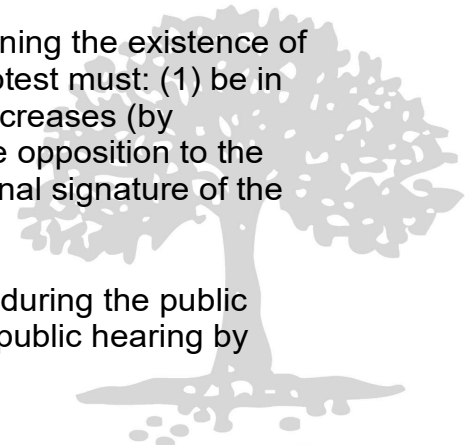 ning the existence of
otest must: (1) be in
creases (by
e opposition to the
nal signature of the
during the public
public hearing by